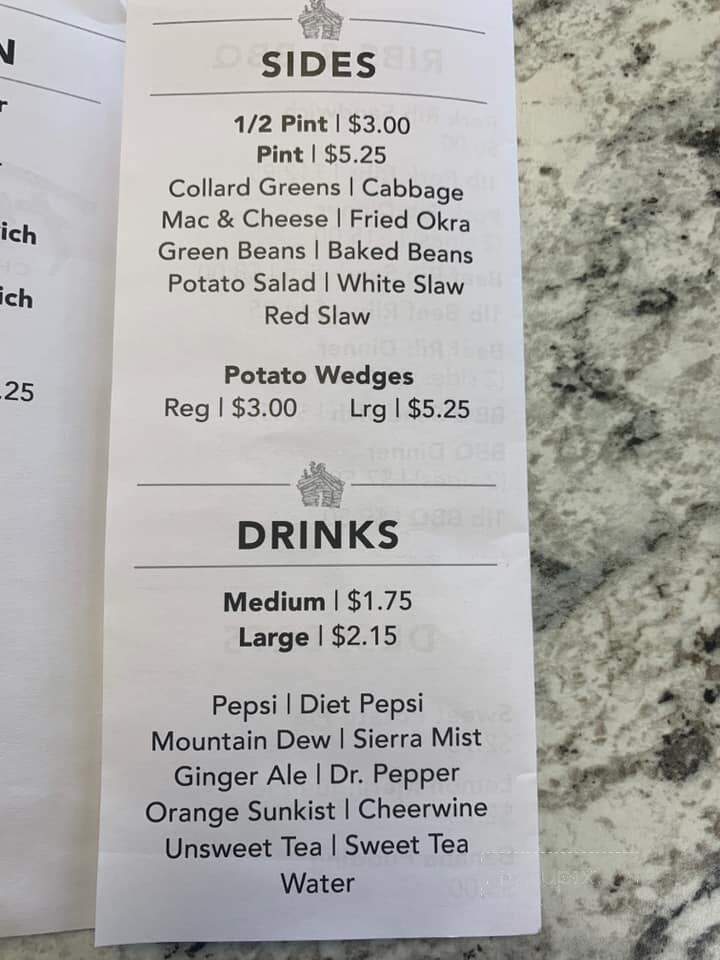 N
r
ich
ich
.25
SIDES
1/2 Pint | $3.00
Pint | $5.25
Collard Greens | Cabbage
Mac & Cheese | Fried Okra
Green Beans | Baked Beans
Potato Salad | White Slaw
Red Slaw
Potato Wedges
Reg | $3.00 Lrg | $5.25
DRINKS
Medium | $1.75
Large | $2.15
Pepsi | Diet Pepsi
Mountain Dew | Sierra Mist
Ginger Ale | Dr. Pepper
Orange Sunkist | Cheerwine
Unsweet Tea | Sweet Tea
Water